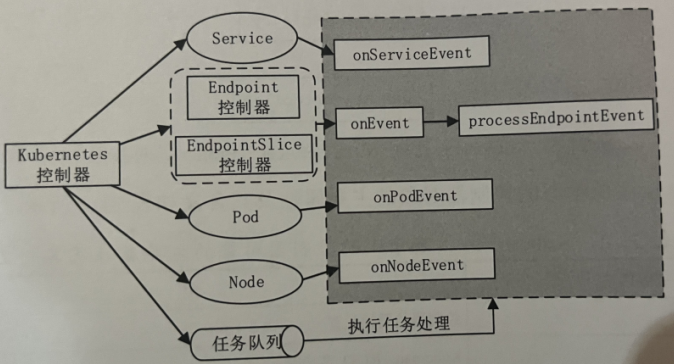 Service
onServiceEvent
Endpoint
控制器
onEvent
processEndpointEvent
EndpointSlice
控制器
Kubernetes
控制器
Pod
onPodEvent
Node
onNodeEvent
任务队列
执行任务处理